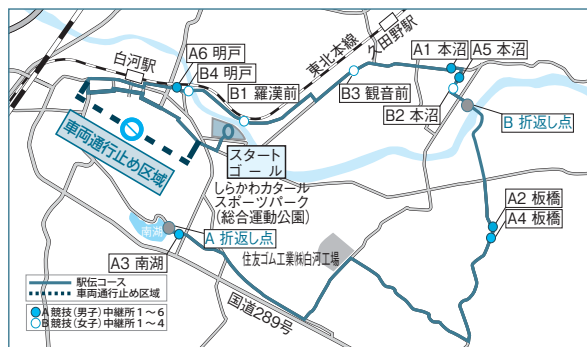 白河駅
A6 明戸
B4 明戸
B1 羅漢前
東北本線
久田野駅
A1 本沼
A5 本沼
B3 観音前
B2 本沼
B 折返し点
車両通行止め区域
スタート
ゴール
しらかわカタール
スポーツパーク
(総合運動公園)
A2 板橋
A4 板橋
南湖
A 折返し点
A3 南湖
住友ゴム工業㈱白河工場
国道289号
駅伝コース
車両通行止め区域
A競技(男子)中継所1~6
B競技(女子)中継所1~4